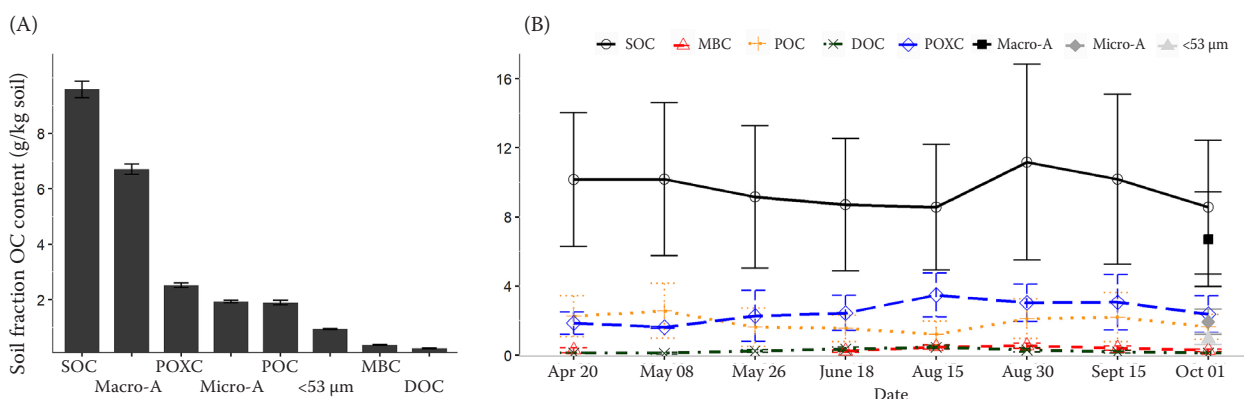 (A)
Soil fraction OC content (g/kg soil)
8
6
4
2
SOC
Macro-A
POXC
Micro-A
POC
<53 µm
MBC
DOC
(B)
SOC MBC POC DOC POXC Macro-A Micro-A <53 µm
16
12
8
4
0
Apr 20 May 08 May 26 June 18 Aug 15 Aug 30 Sept 15 Oct 01
Date